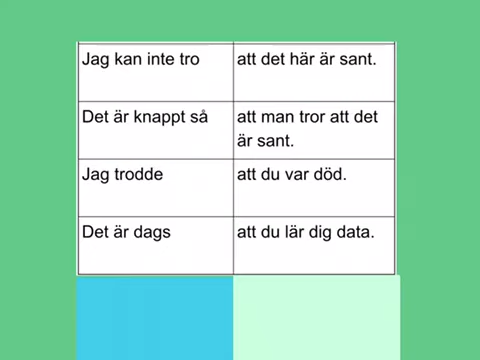 Jag kan inte tro att det här är sant.
Det är knappt så att man tror att det
är sant.
Jag trodde att du var död.
Det är dags att du lär dig data.